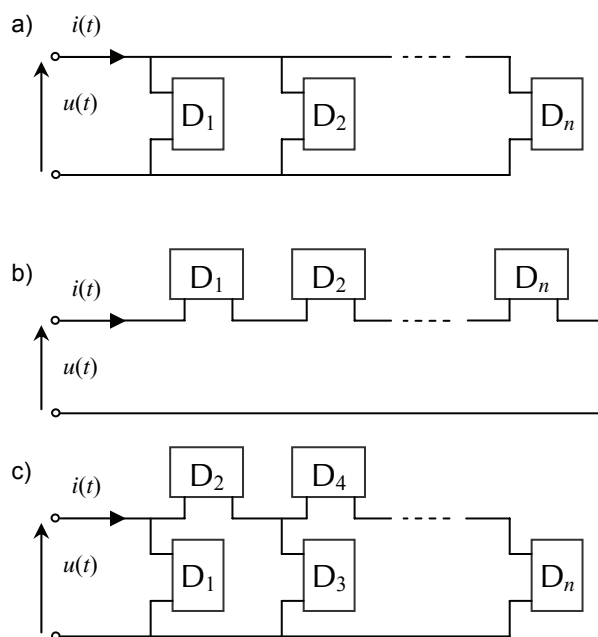 a) i(t)
u(t) D₁ D₂ Dₙ
b) i(t) D₁ D₂ Dₙ
u(t)
c) i(t) D₂ D₄
u(t) D₁ D₃ Dₙ